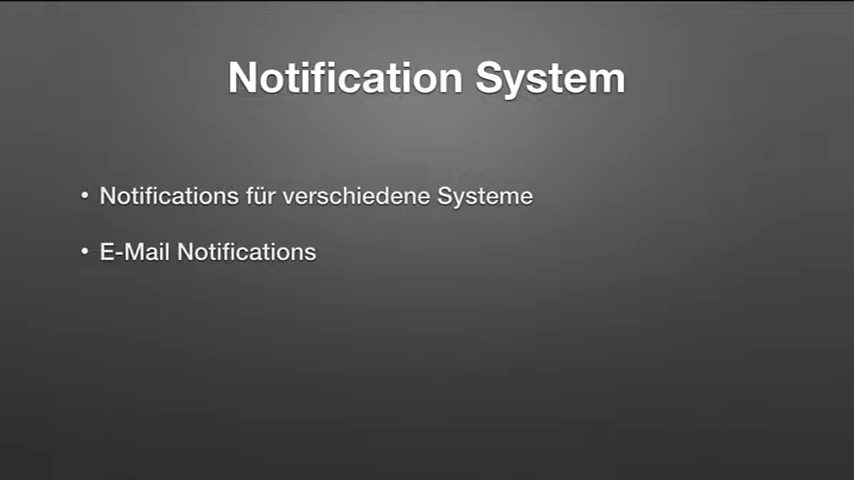 Notification System
• Notifications für verschiedene Systeme
• E-Mail Notifications